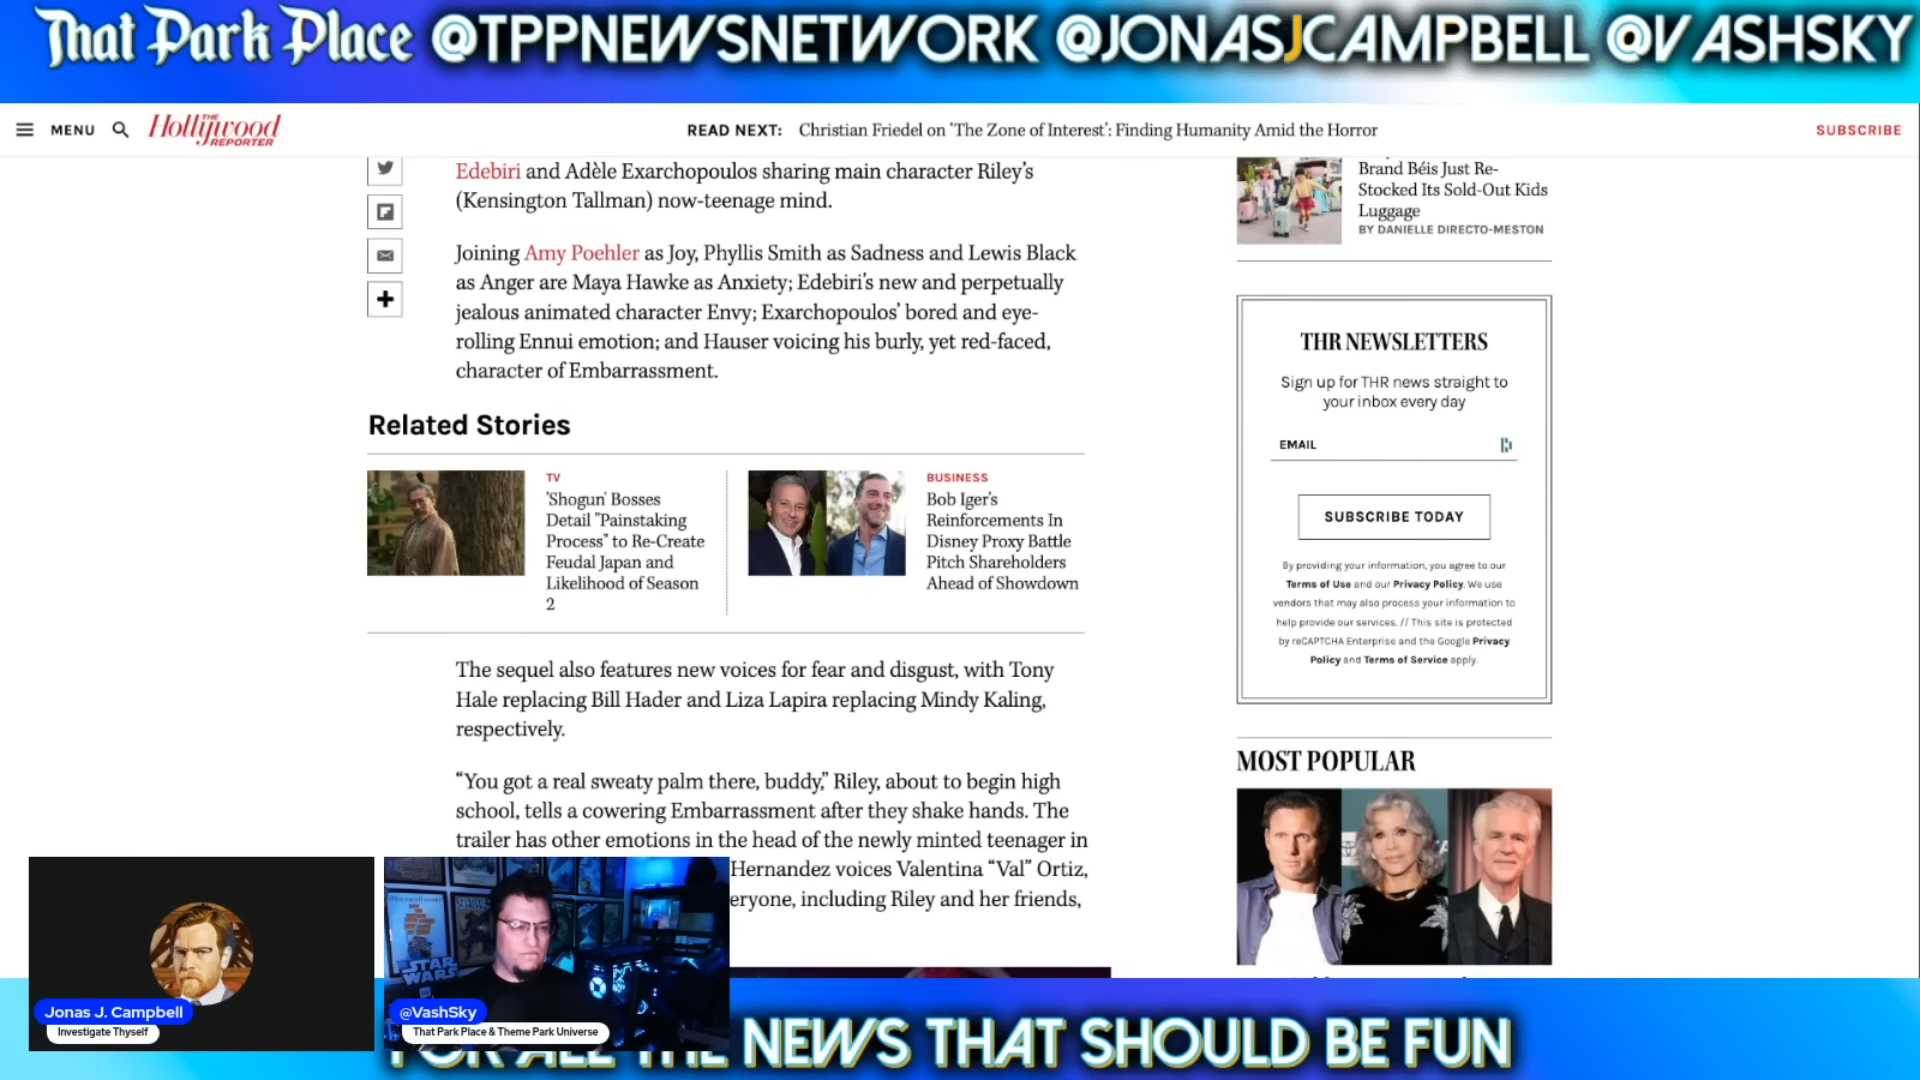 That Park Place @TPPNEWSNETWORK @JONASJCAMPBELL @VASHSKY
MENU
THE
Hollywood
REPORTER
READ NEXT: Christian Friedel on ‘The Zone of Interest’: Finding Humanity Amid the Horror
SUBSCRIBE
Edebiri and Adèle Exarchopoulos sharing main character Riley’s
(Kensington Tallman) now-teenage mind.
Joining Amy Poehler as Joy, Phyllis Smith as Sadness and Lewis Black
as Anger are Maya Hawke as Anxiety; Edebiri’s new and perpetually
jealous animated character Envy; Exarchopoulos’ bored and eye-
rolling Ennui emotion; and Hauser voicing his burly, yet red-faced,
character of Embarrassment.
Related Stories
TV
'Shogun' Bosses
Detail "Painstaking
Process" to Re-Create
Feudal Japan and
Likelihood of Season
2
BUSINESS
Bob Iger's
Reinforcements In
Disney Proxy Battle
Pitch Shareholders
Ahead of Showdown
The sequel also features new voices for fear and disgust, with Tony
Hale replacing Bill Hader and Liza Lapira replacing Mindy Kaling,
respectively.
“You got a real sweaty palm there, buddy,” Riley, about to begin high
school, tells a cowering Embarrassment after they shake hands. The
trailer has other emotions in the head of the newly minted teenager in
Hernandez voices Valentina “Val” Ortiz,
eryone, including Riley and her friends,
Brand Béis Just Re-
Stocked Its Sold-Out Kids
Luggage
BY DANIELLE DIRECTO-MESTON
THR NEWSLETTERS
Sign up for THR news straight to
your inbox every day
EMAIL
SUBSCRIBE TODAY
By providing your information, you agree to our
Terms of Use and our Privacy Policy. We use
vendors that may also process your information to
help provide our services. // This site is protected
by reCAPTCHA Enterprise and the Google Privacy
Policy and Terms of Service apply.
MOST POPULAR
STAR
WARS
Jonas J. Campbell
Investigate Thyself
@VashSky
That Park Place & Theme Park Universe
FOR ALL THE NEWS THAT SHOULD BE FUN